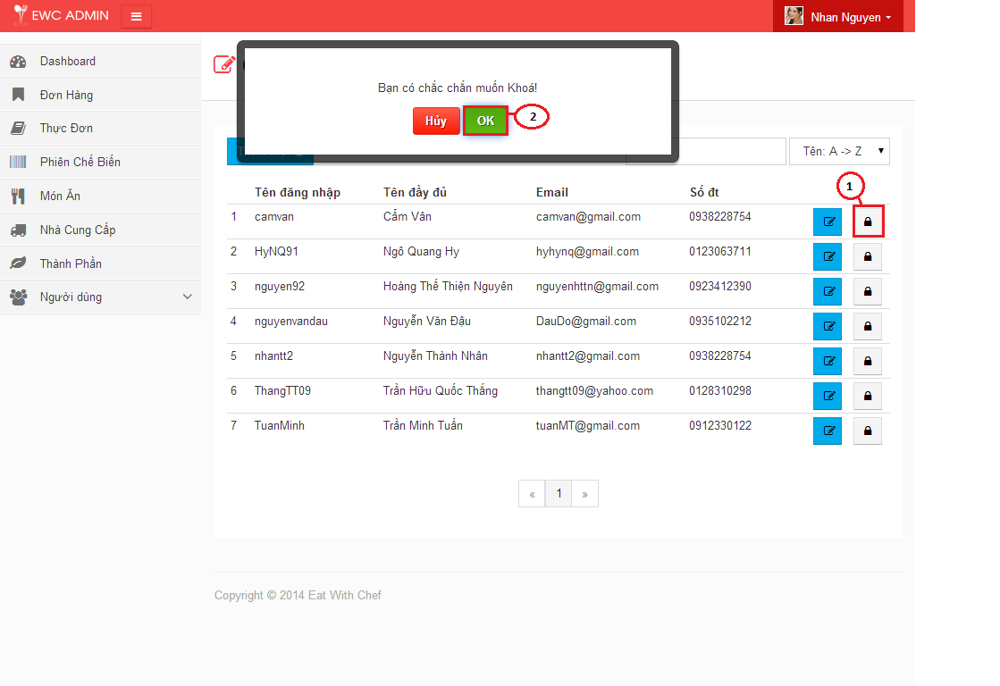 EWC ADMIN
Nhan Nguyen
Dashboard
Đơn Hàng
Thực Đơn
Phiên Chế Biến
Món Ăn
Nhà Cung Cấp
Thành Phần
Người dùng
Bạn có chắc chắn muốn Khoá!
Hủy OK 2
Tên: A -> Z
1
Tên đăng nhập Tên đầy đủ Email Số đt
1 camvan Cẩm Vân camvan@gmail.com 0938228754
2 HyNQ91 Ngô Quang Hy hyhynq@gmail.com 0123063711
3 nguyen92 Hoàng Thế Thiện Nguyên nguyenhttn@gmail.com 0923412390
4 nguyenvandau Nguyễn Văn Đậu DauDo@gmail.com 0935102212
5 nhantt2 Nguyễn Thành Nhân nhantt2@gmail.com 0938228754
6 ThangTT09 Trần Hữu Quốc Thắng thangtt09@yahoo.com 0128310298
7 TuanMinh Trần Minh Tuấn tuanMT@gmail.com 0912330122
« 1 »
Copyright © 2014 Eat With Chef